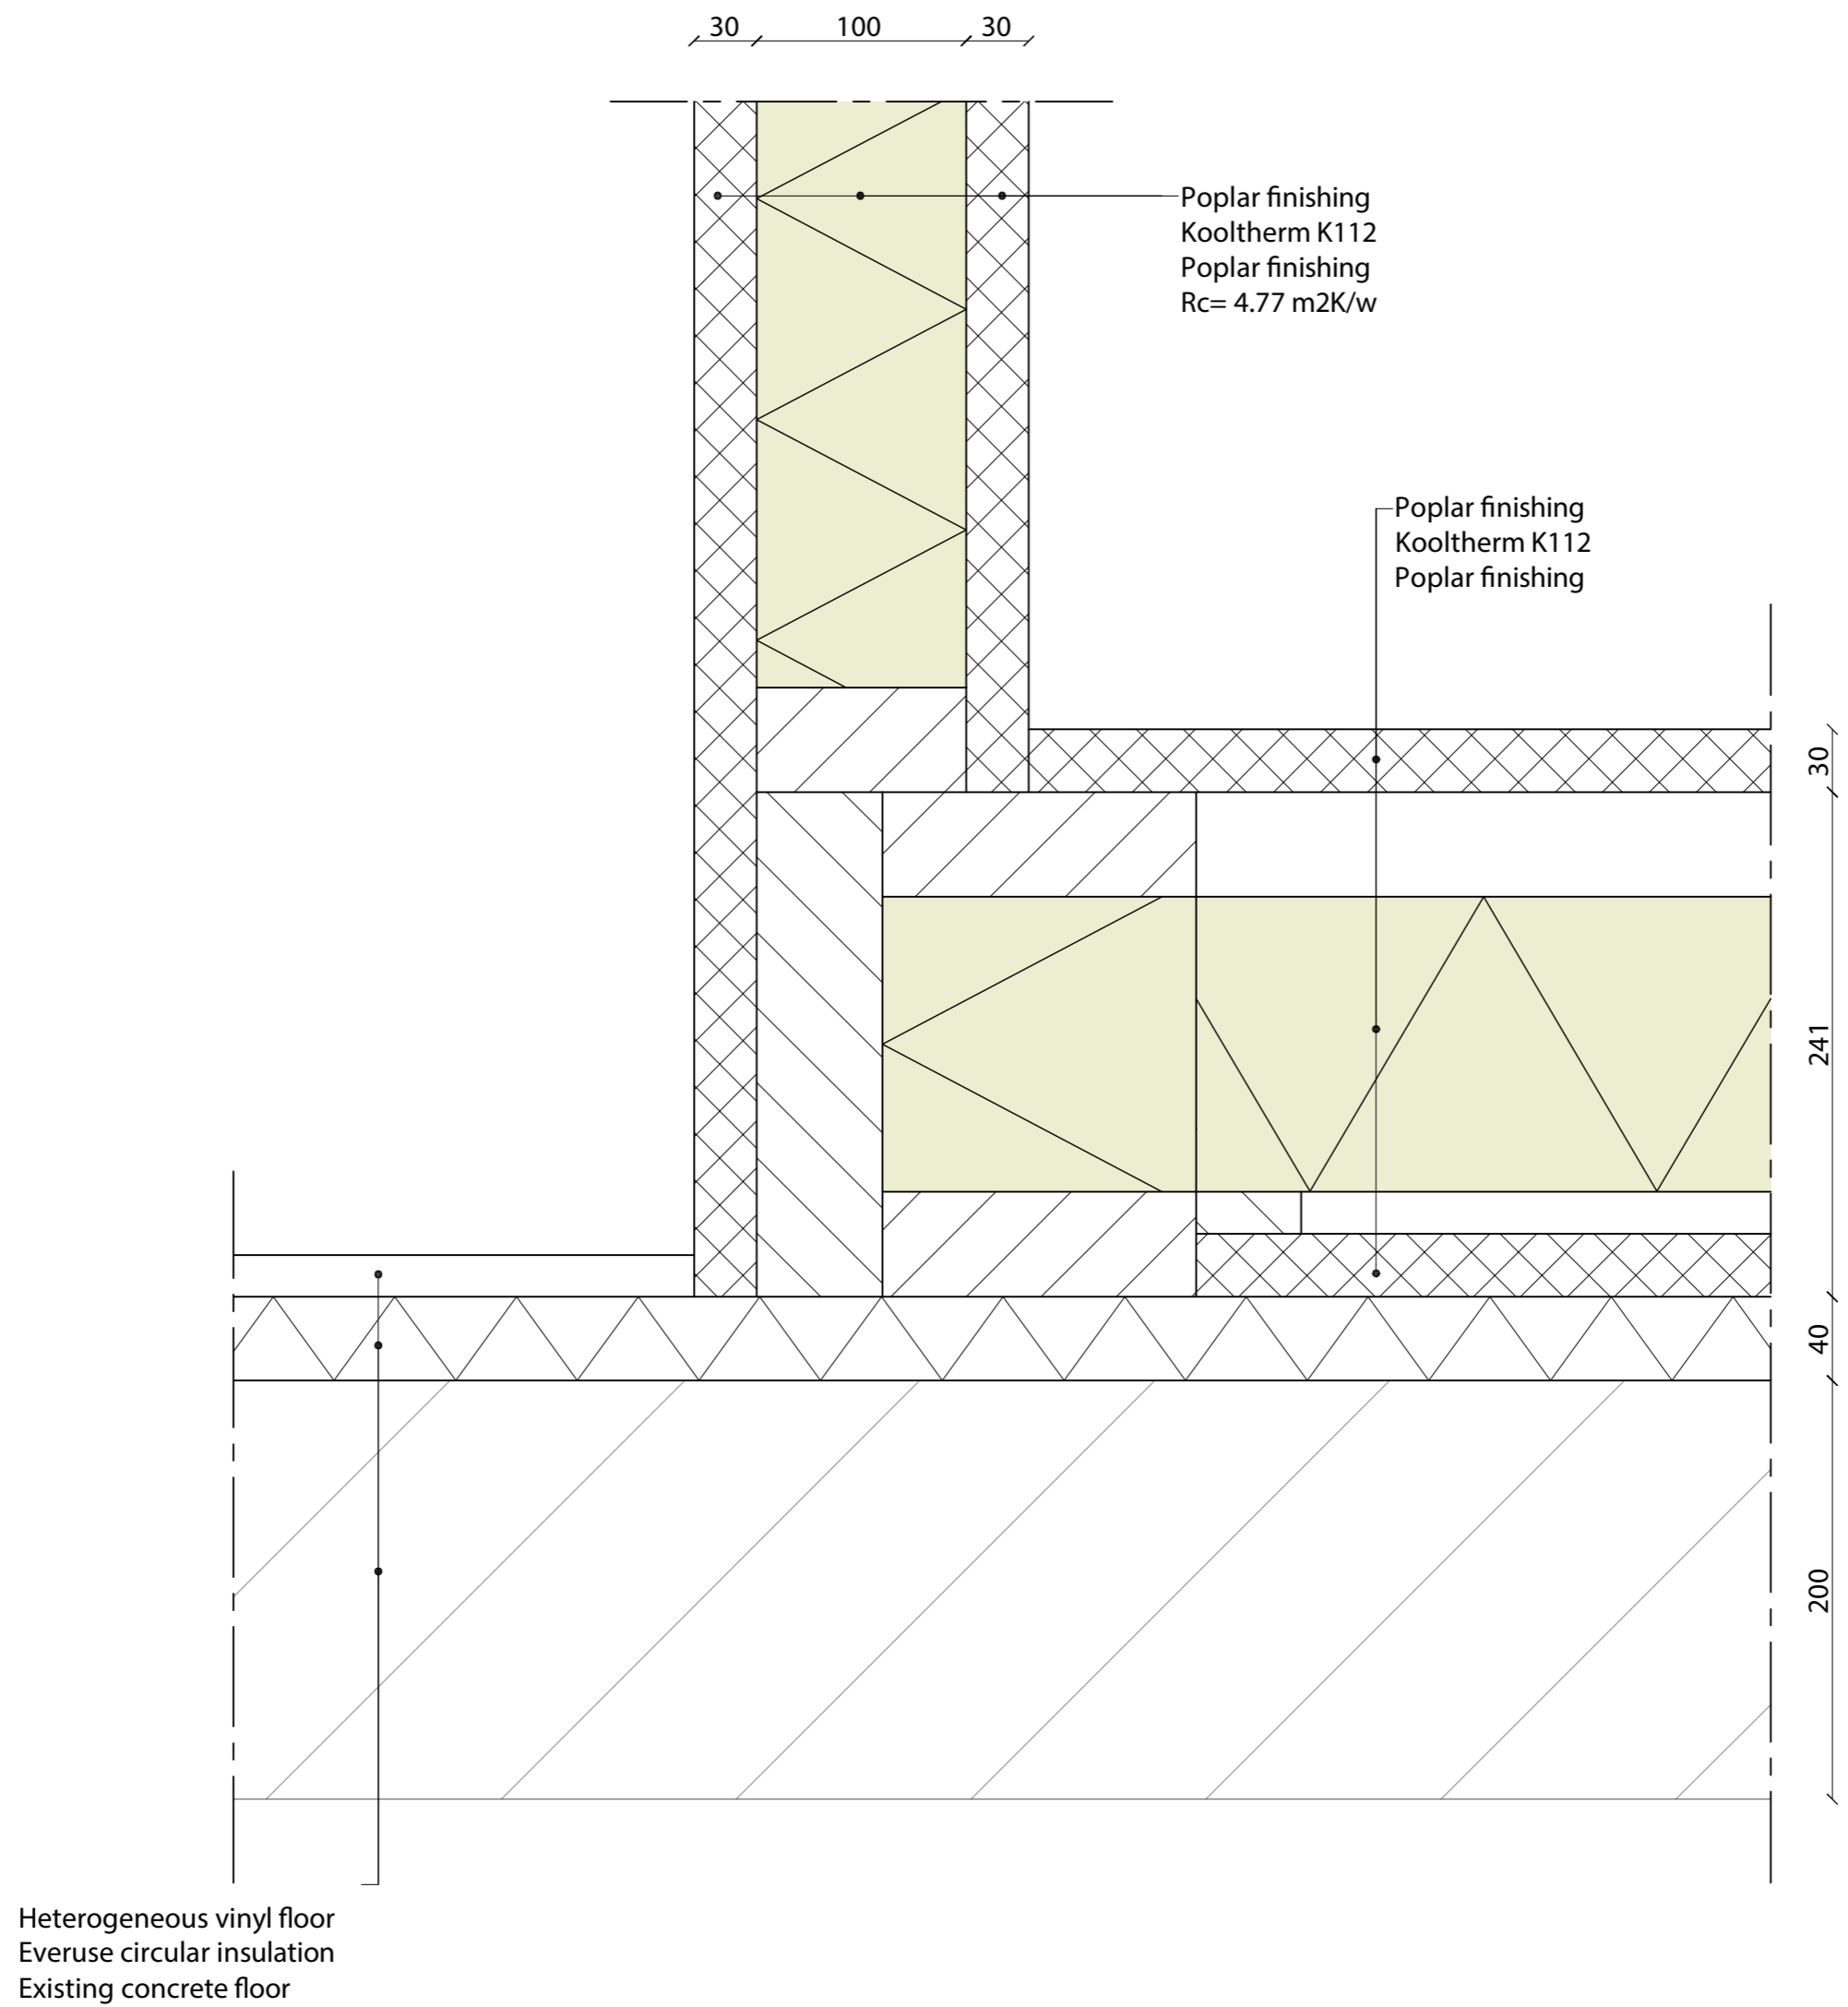 30 100 30
Poplar finishing
Kooltherm K112
Poplar finishing
Rc= 4.77 m2K/w
Poplar finishing
Kooltherm K112
Poplar finishing
30
241
40
200
Heterogeneous vinyl floor
Everuse circular insulation
Existing concrete floor